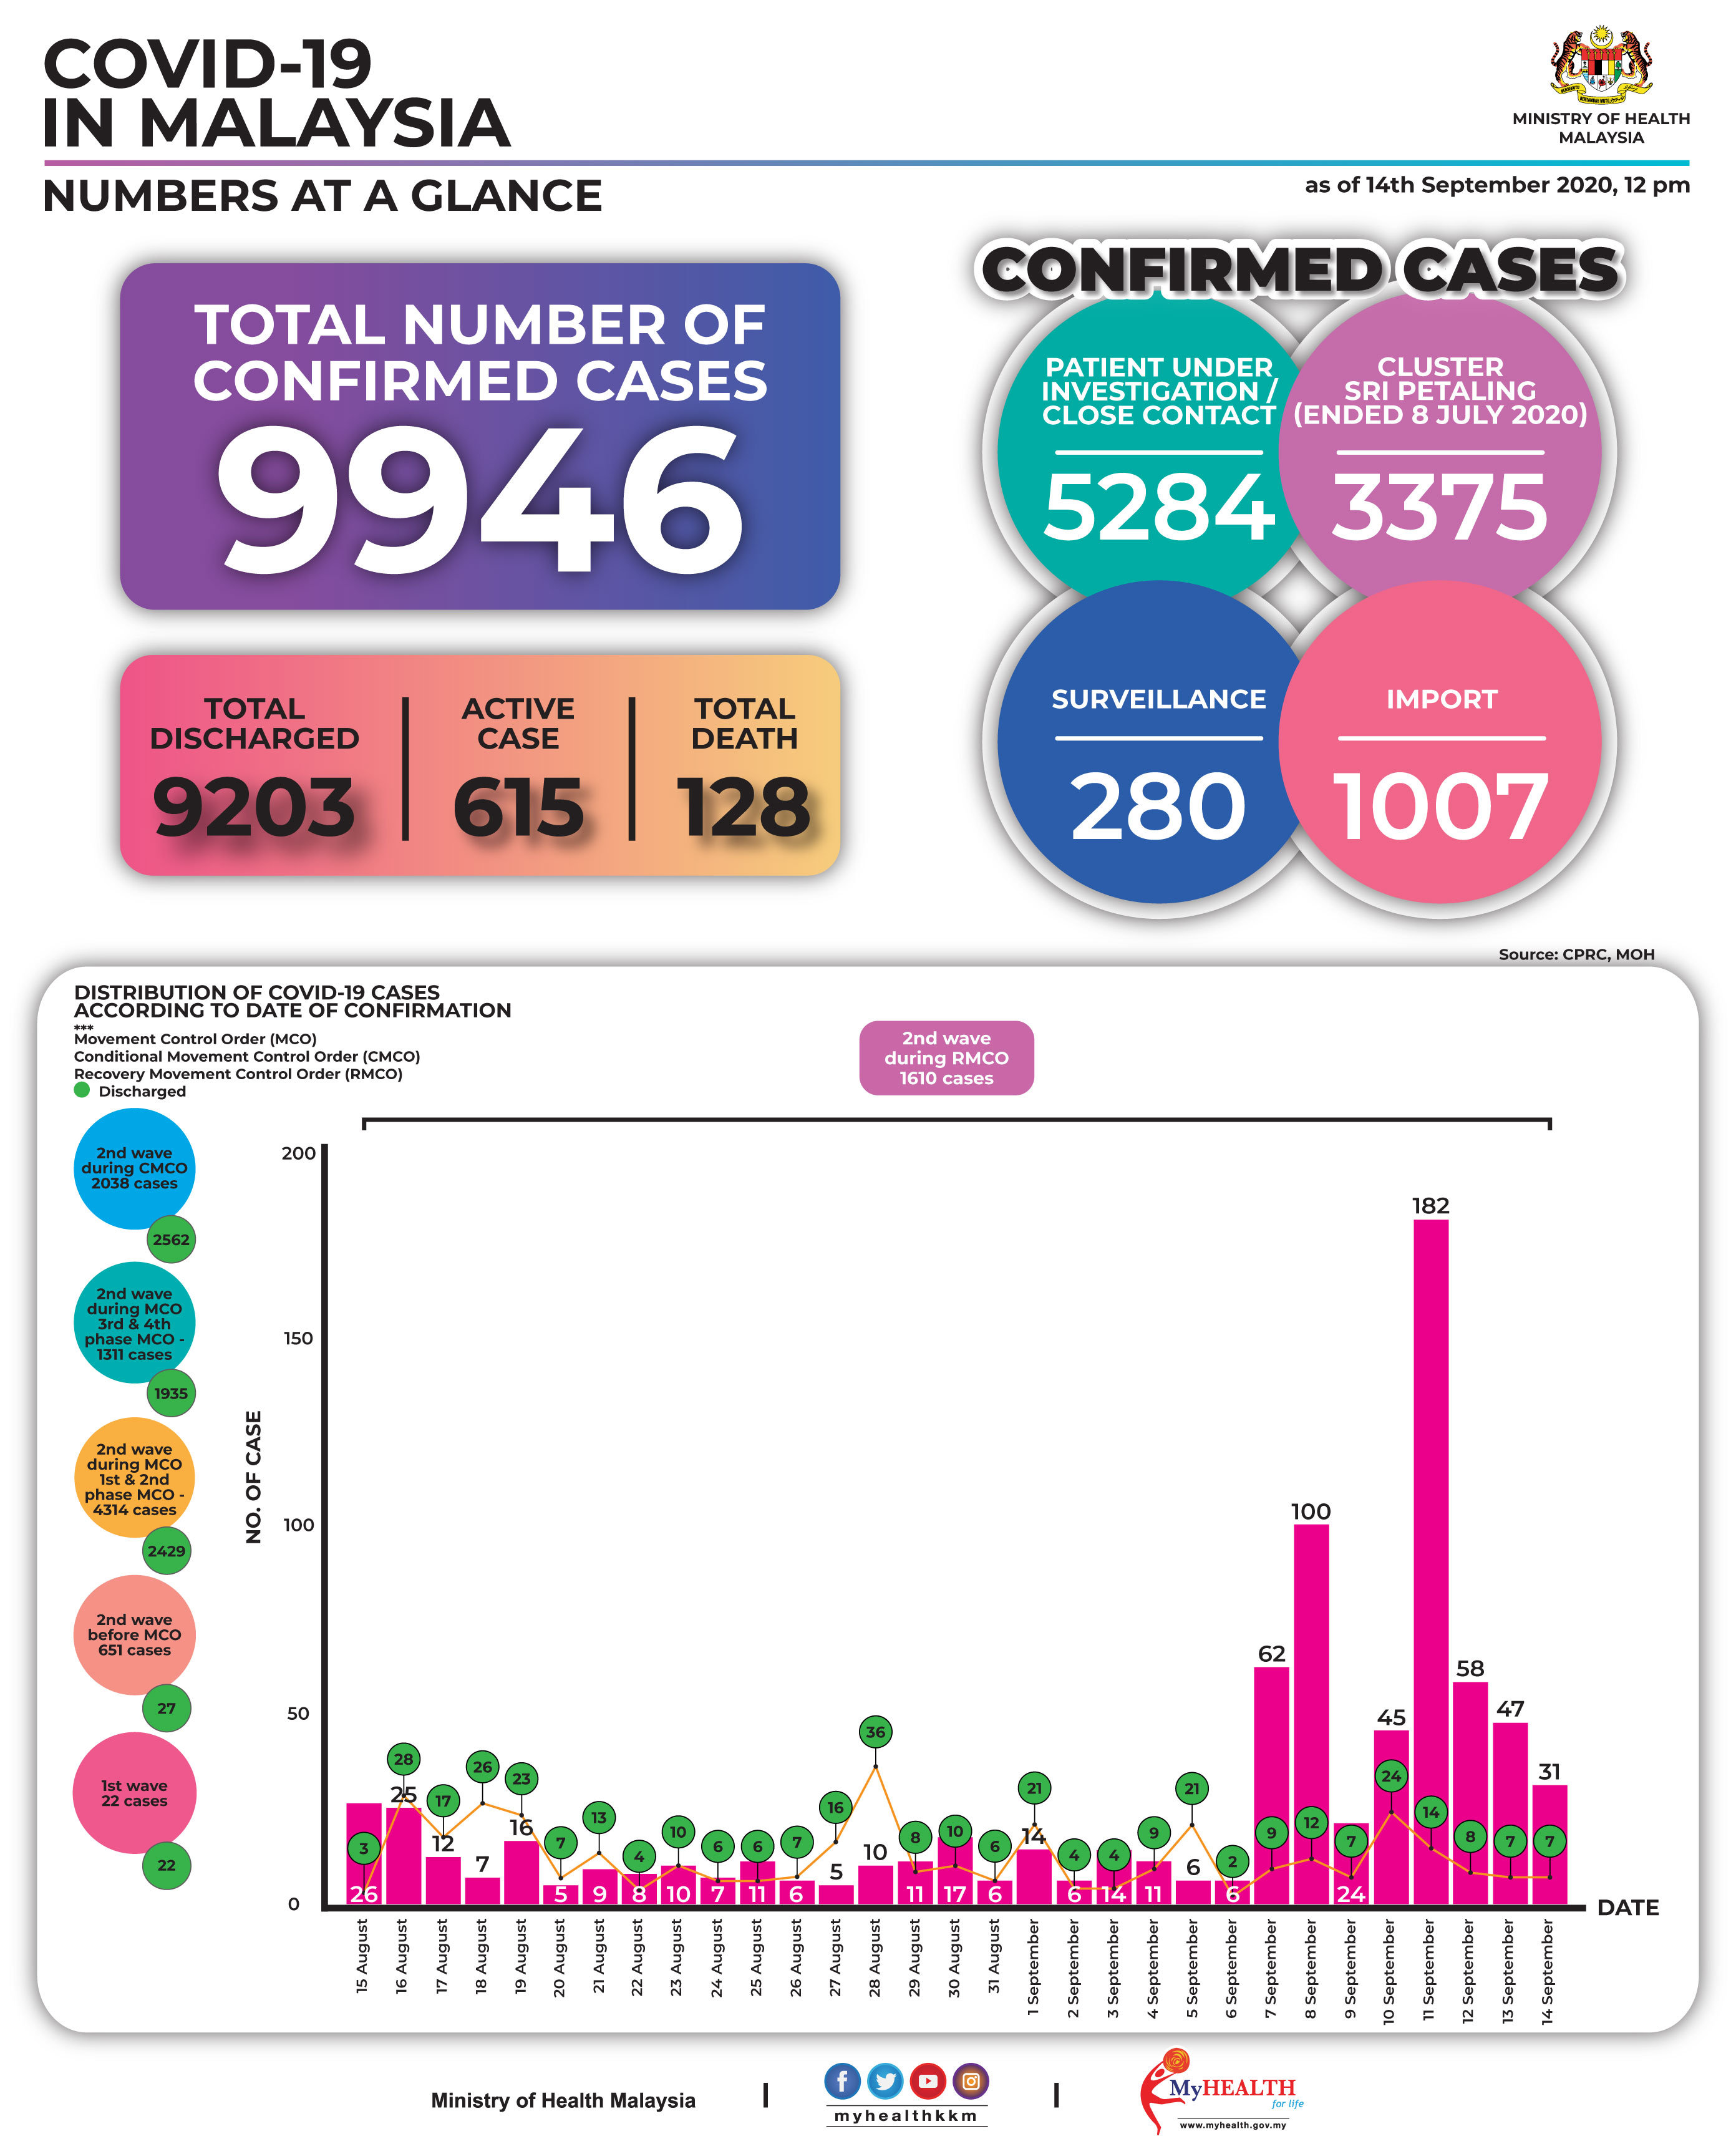 COVID-19
IN MALAYSIA
MINISTRY OF HEALTH
MALAYSIA
NUMBERS AT A GLANCE
as of 14th September 2020, 12 pm
TOTAL NUMBER OF
CONFIRMED CASES
9946
TOTAL
DISCHARGED
9203
ACTIVE
CASE
615
TOTAL
DEATH
128
CONFIRMED CASES
PATIENT UNDER
INVESTIGATION /
CLOSE CONTACT
5284
CLUSTER
SRI PETALING
(ENDED 8 JULY 2020)
3375
SURVEILLANCE
280
IMPORT
1007
Source: CPRC, MOH
DISTRIBUTION OF COVID-19 CASES
ACCORDING TO DATE OF CONFIRMATION
***
Movement Control Order (MCO)
Conditional Movement Control Order (CMCO)
Recovery Movement Control Order (RMCO)
Discharged
2nd wave
during RMCO
1610 cases
2nd wave
during CMCO
2038 cases
2562
2nd wave
during MCO
3rd & 4th
phase MCO -
1311 cases
1935
2nd wave
during MCO
1st & 2nd
phase MCO -
4314 cases
2429
2nd wave
before MCO
651 cases
27
1st wave
22 cases
22
NO. OF CASE
200
150
100
50
0
3
28
17
26
23
7
13
4
10
6
6
7
16
36
8
10
6
21
4
4
9
21
2
9
12
7
24
14
8
7
7
26
25
12
7
16
5
9
8
10
7
11
6
5
10
11
17
6
14
6
14
11
6
6
62
100
24
45
182
58
47
31
DATE
15 August
16 August
17 August
18 August
19 August
20 August
21 August
22 August
23 August
24 August
25 August
26 August
27 August
28 August
29 August
30 August
31 August
1 September
2 September
3 September
4 September
5 September
6 September
7 September
8 September
9 September
10 September
11 September
12 September
13 September
14 September
Ministry of Health Malaysia
myhealthkkm
MyHEALTH
for life
www.myhealth.gov.my